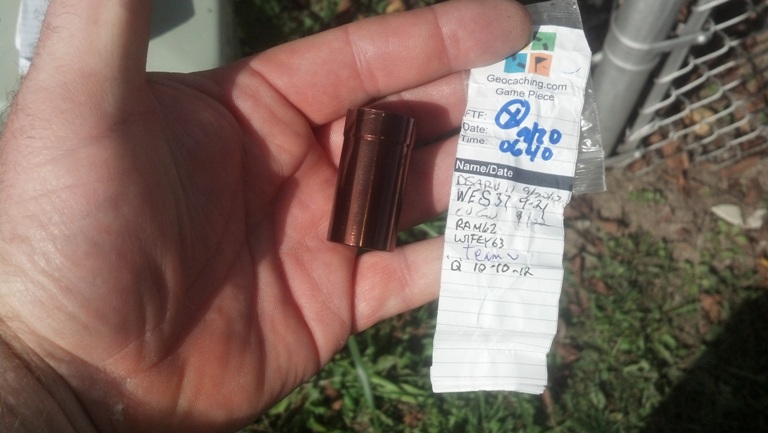 Geocaching.com
Game Piece
FTF:
Date: 9/20
Time: 0640
Name/Date
WES37 9-21
RAM62
WIFEY63
Team
Q 10-10-12